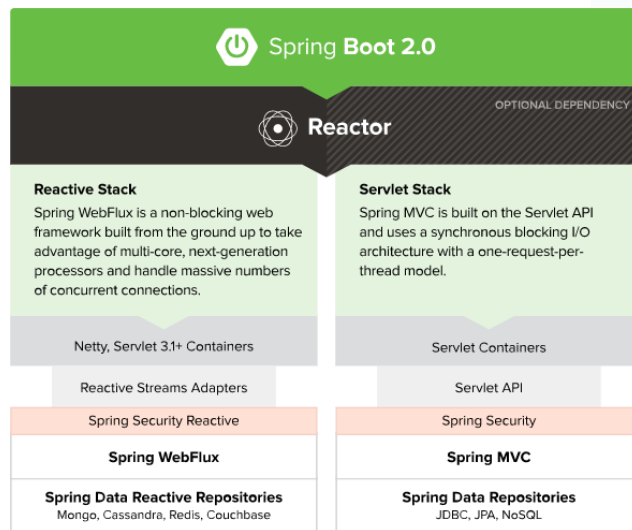 Spring Boot 2.0
OPTIONAL DEPENDENCY
Reactor
Reactive Stack
Spring WebFlux is a non-blocking web
framework built from the ground up to take
advantage of multi-core, next-generation
processors and handle massive numbers
of concurrent connections.
Servlet Stack
Spring MVC is built on the Servlet API
and uses a synchronous blocking I/O
architecture with a one-request-per-
thread model.
Netty, Servlet 3.1+ Containers
Servlet Containers
Reactive Streams Adapters
Servlet API
Spring Security Reactive
Spring Security
Spring WebFlux
Spring MVC
Spring Data Reactive Repositories
Mongo, Cassandra, Redis, Couchbase
Spring Data Repositories
JDBC, JPA, NoSQL